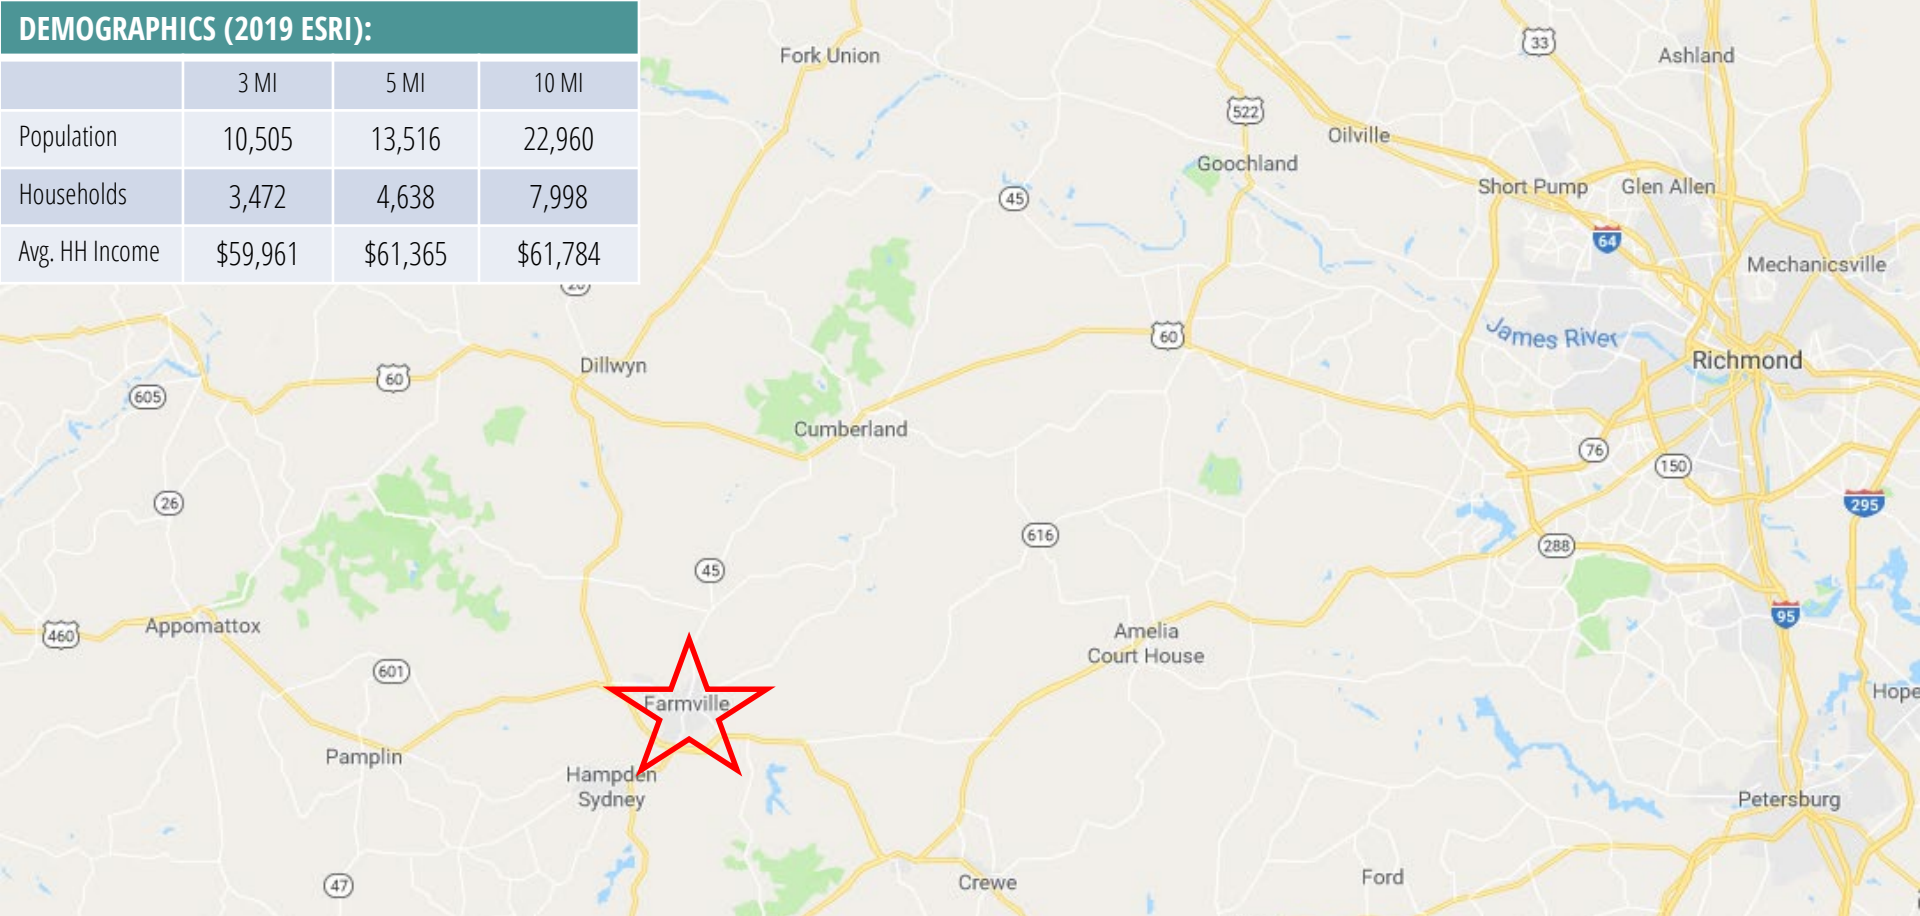 DEMOGRAPHICS (2019 ESRI):
3 MI 5 MI 10 MI
Population 10,505 13,516 22,960
Households 3,472 4,638 7,998
Avg. HH Income $59,961 $61,365 $61,784
Fork Union
33
Ashland
522
Oilville
Goochland
45
Short Pump
Glen Allen
64
Mechanicsville
James River
60
Richmond
Dillwyn
60
605
Cumberland
76
150
26
295
616
288
45
Appomattox
460
95
Amelia
Court House
601
Hope
Farmville
Pamplin
Hampden
Sydney
Petersburg
47
Crewe
Ford